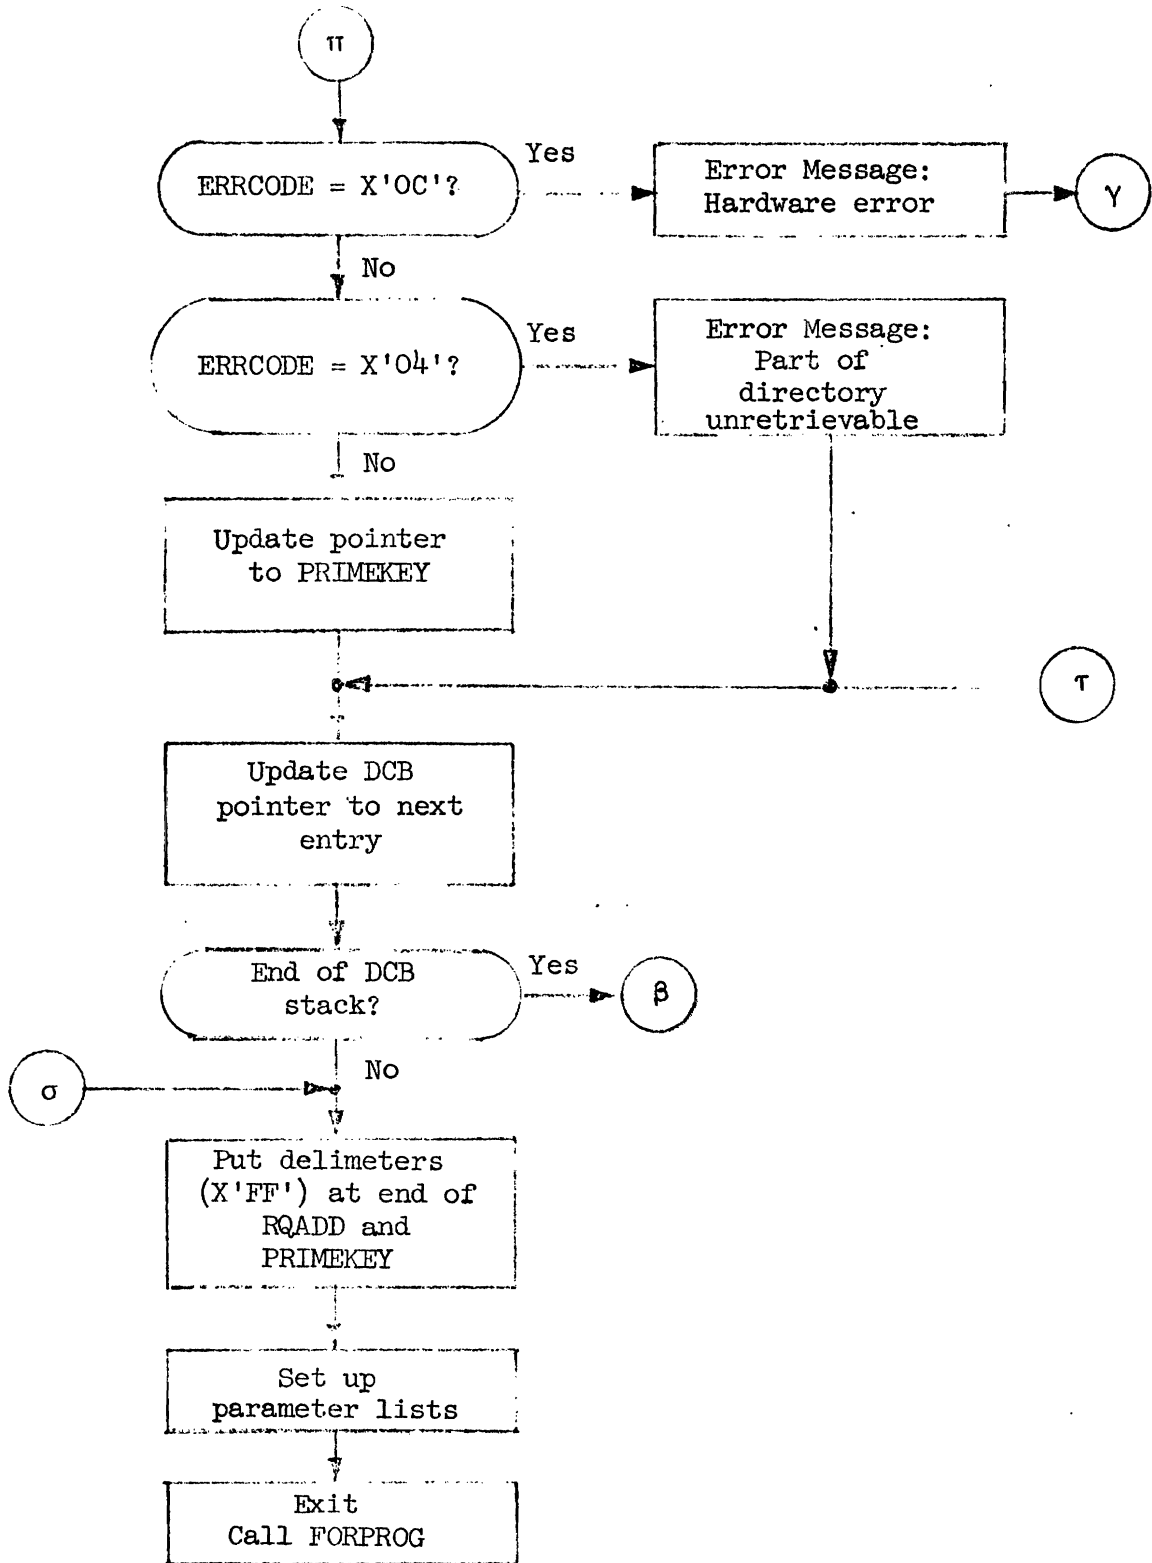 π
ERRCODE = X'OC'?
Yes
Error Message:
Hardware error
γ
No
ERRCODE = X'04'?
Yes
Error Message:
Part of
directory
unretrievable
No
Update pointer
to PRIMEKEY
τ
Update DCB
pointer to next
entry
End of DCB
stack?
Yes
β
No
σ
Put delimeters
(X'FF') at end of
RQADD and
PRIMEKEY
Set up
parameter lists
Exit
Call FORPROG